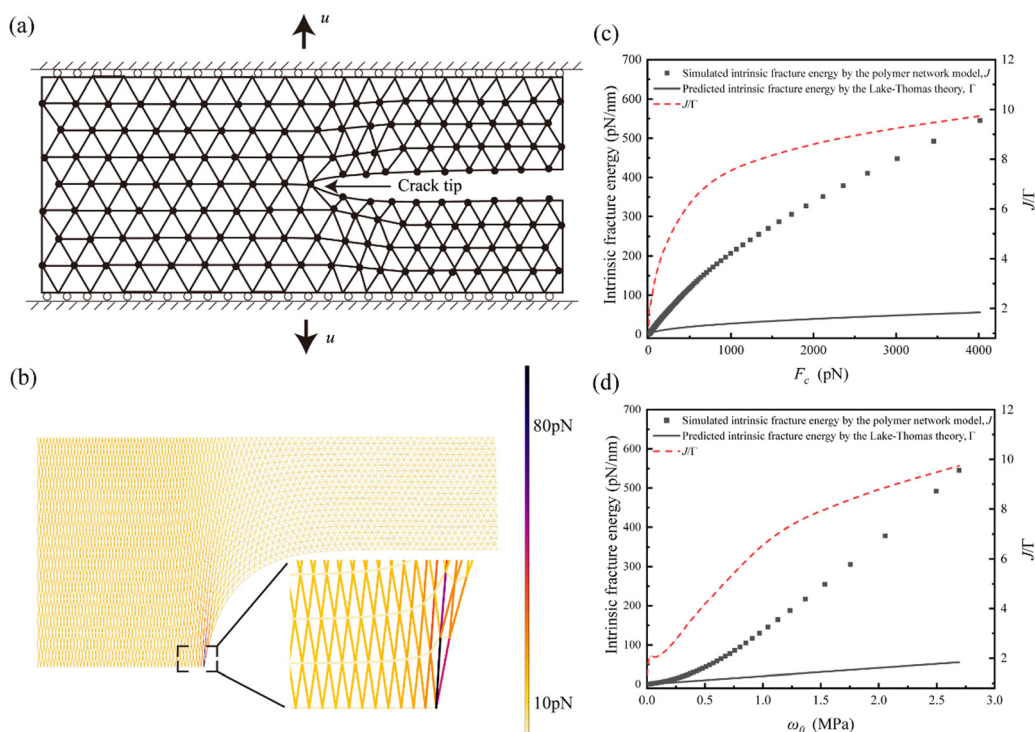 (a)
u
Crack tip
u
(b)
80pN
10pN
(c)
700
600
500
400
300
200
100
0
Intrinsic fracture energy (pN/nm)
Simulated intrinsic fracture energy by the polymer network model, J
Predicted intrinsic fracture energy by the Lake-Thomas theory, Γ
J/Γ
12
10
8
6
4
2
J/Γ
0 1000 2000 3000 4000
F_c (pN)
(d)
700
600
500
400
300
200
100
0
Intrinsic fracture energy (pN/nm)
Simulated intrinsic fracture energy by the polymer network model, J
Predicted intrinsic fracture energy by the Lake-Thomas theory, Γ
J/Γ
12
10
8
6
4
2
J/Γ
0.0 0.5 1.0 1.5 2.0 2.5 3.0
ω₀ (MPa)